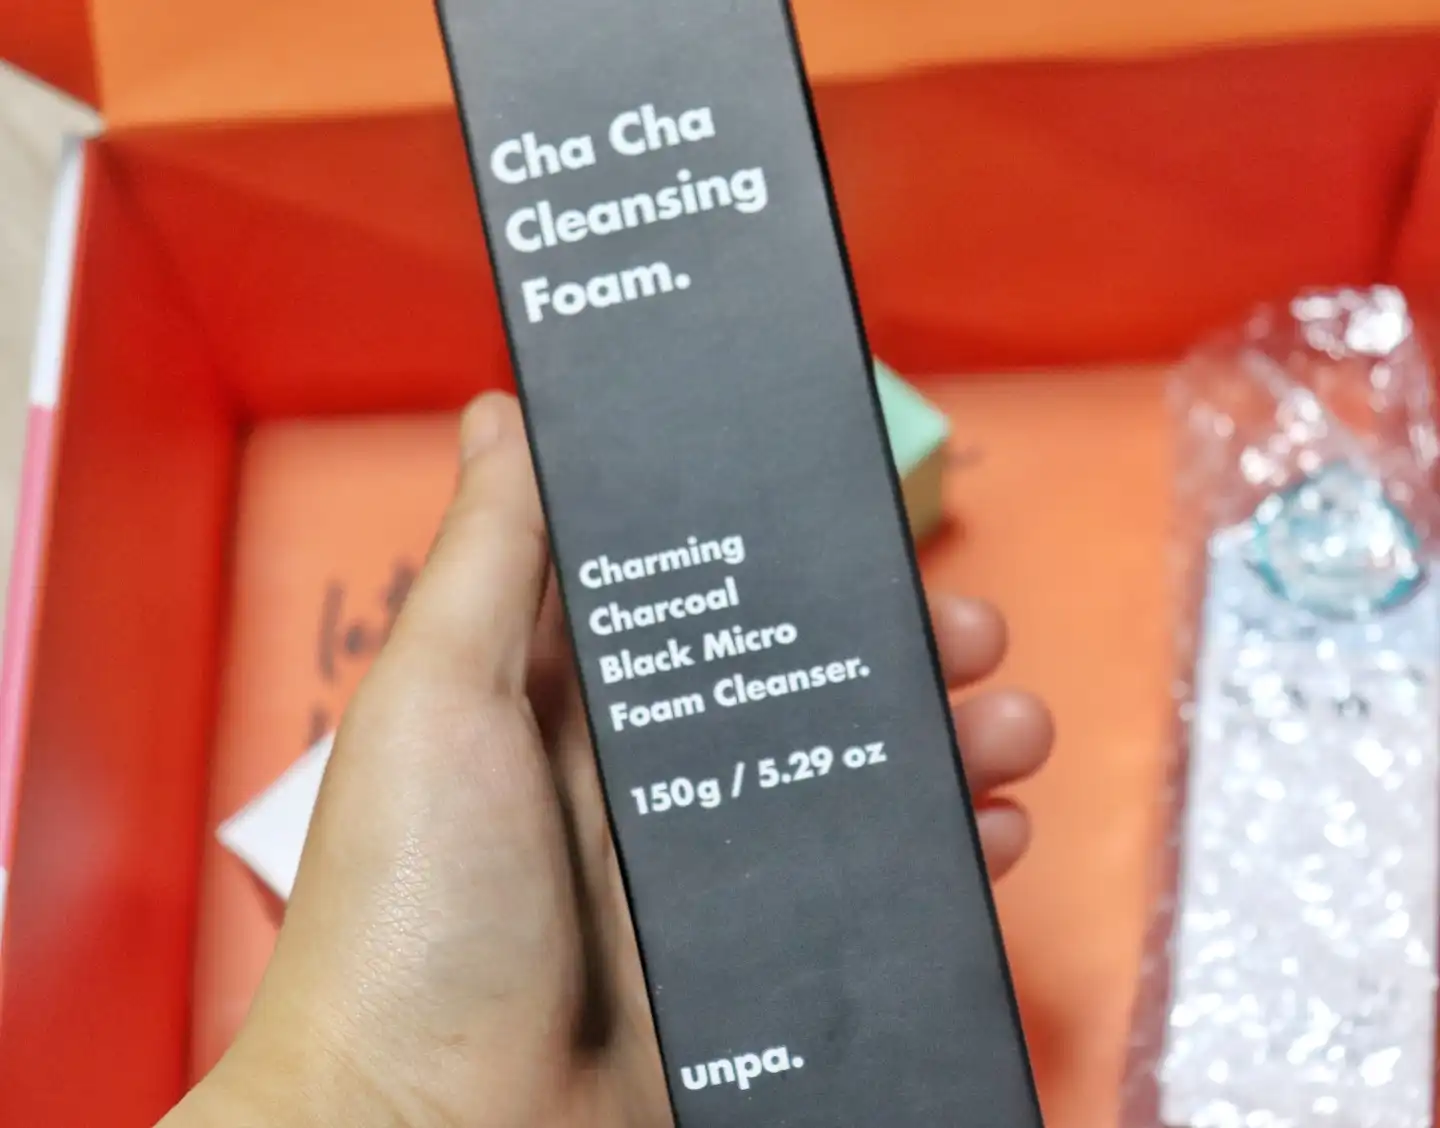 Cha Cha
Cleansing
Foam.
Charming
Charcoal
Black Micro
Foam Cleanser.
150g / 5.29 oz
unpa.